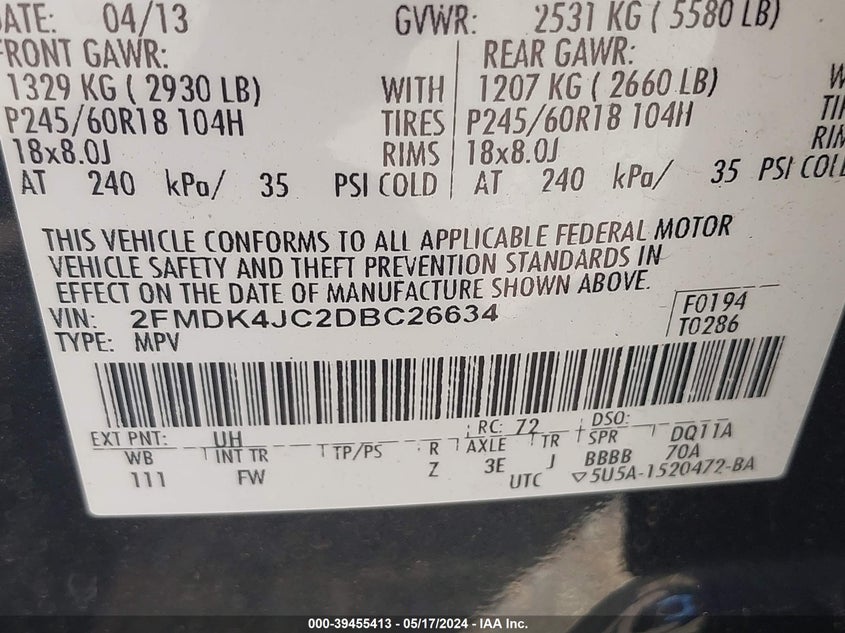 DATE: 04/13 GVWR: 2531 KG ( 5580 LB)
FRONT GAWR: REAR GAWR:
1329 KG ( 2930 LB) WITH 1207 KG ( 2660 LB)
P245/60R18 104H TIRES P245/60R18 104H
18x8.0J RIMS 18x8.0J RIM
AT 240 kPa/ 35 PSI COLD AT 240 kPa/ 35 PSI COLD
THIS VEHICLE CONFORMS TO ALL APPLICABLE FEDERAL MOTOR
VEHICLE SAFETY AND THEFT PREVENTION STANDARDS IN
EFFECT ON THE DATE OF MANUFACTURE SHOWN ABOVE.
VIN: 2FMDK4JC2DBC26634 F0194
TYPE: MPV T0286
EXT PNT: UH RC: 72 DSO:
WB INT TR TP/PS R AXLE TR SPR DQ11A
111 FW Z 3E J BBBB 70A
UTC ▽5U5A-1520472-BA
000-39455413 - 05/17/2024 - IAA Inc.